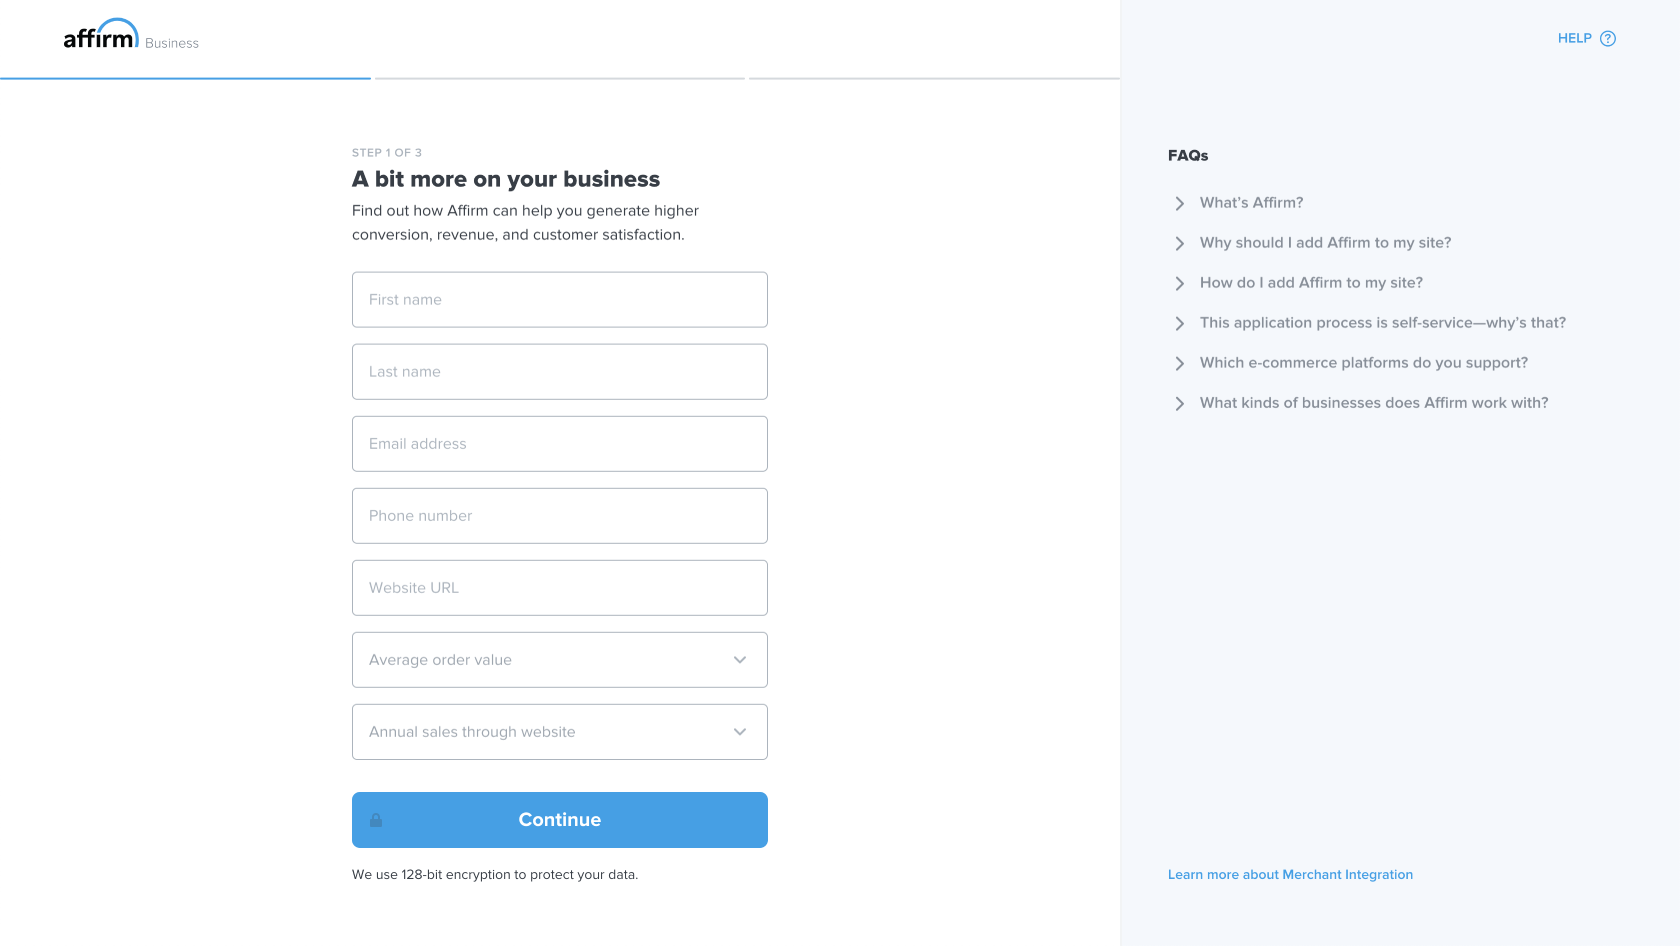 affirm Business
HELP ?
STEP 1 OF 3
A bit more on your business
Find out how Affirm can help you generate higher
conversion, revenue, and customer satisfaction.
First name
Last name
Email address
Phone number
Website URL
Average order value
Annual sales through website
Continue
We use 128-bit encryption to protect your data.
FAQs
What’s Affirm?
Why should I add Affirm to my site?
How do I add Affirm to my site?
This application process is self-service—why’s that?
Which e-commerce platforms do you support?
What kinds of businesses does Affirm work with?
Learn more about Merchant Integration